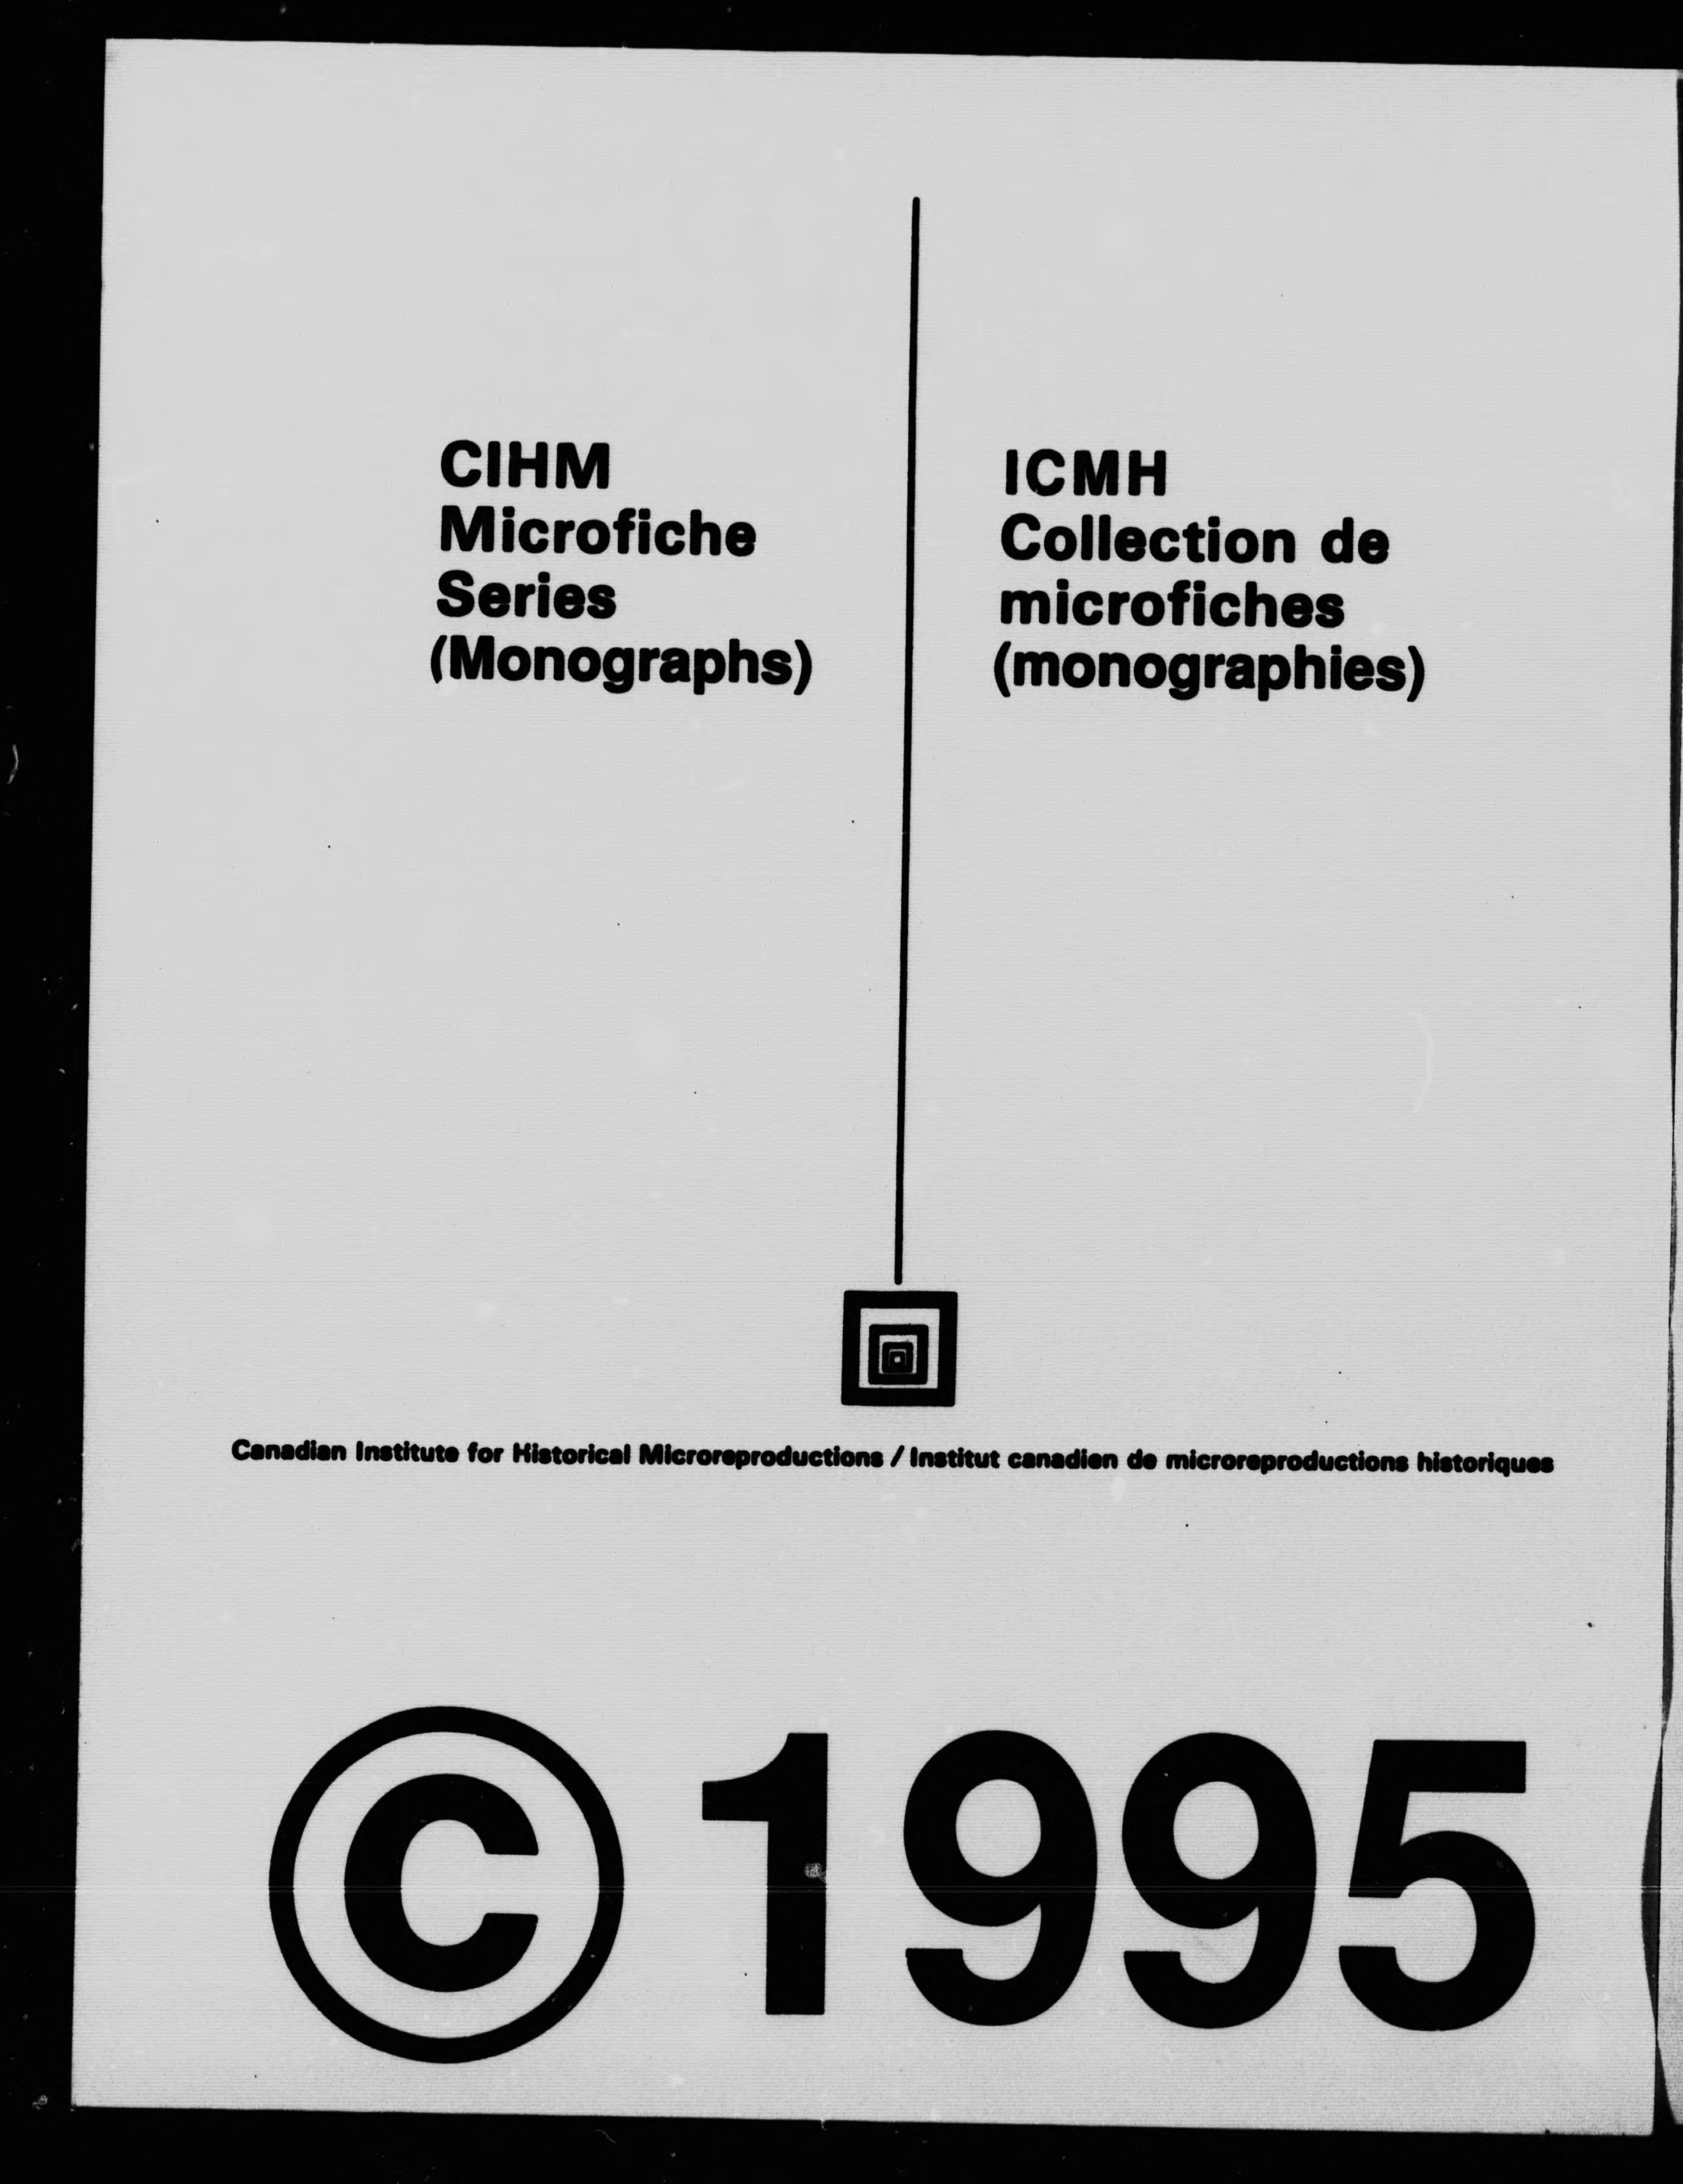 CIHM
Microfiche
Series
(Monographs)
ICMH
Collection de
microfiches
(monographies)
Canadian Institute for Historical Microreproductions / Institut canadien de microreproductions historiques
© 1995